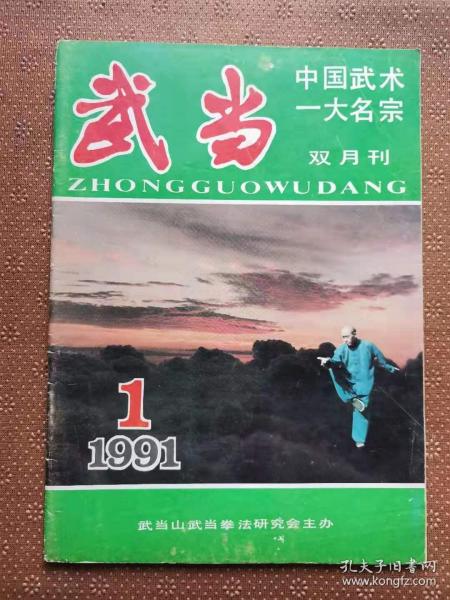 武当
中国武术
一大名宗
双月刊
ZHONGGUOWUDANG
1
1991
武当山武当拳法研究会主办
孔夫子旧书网
www.kongfz.com